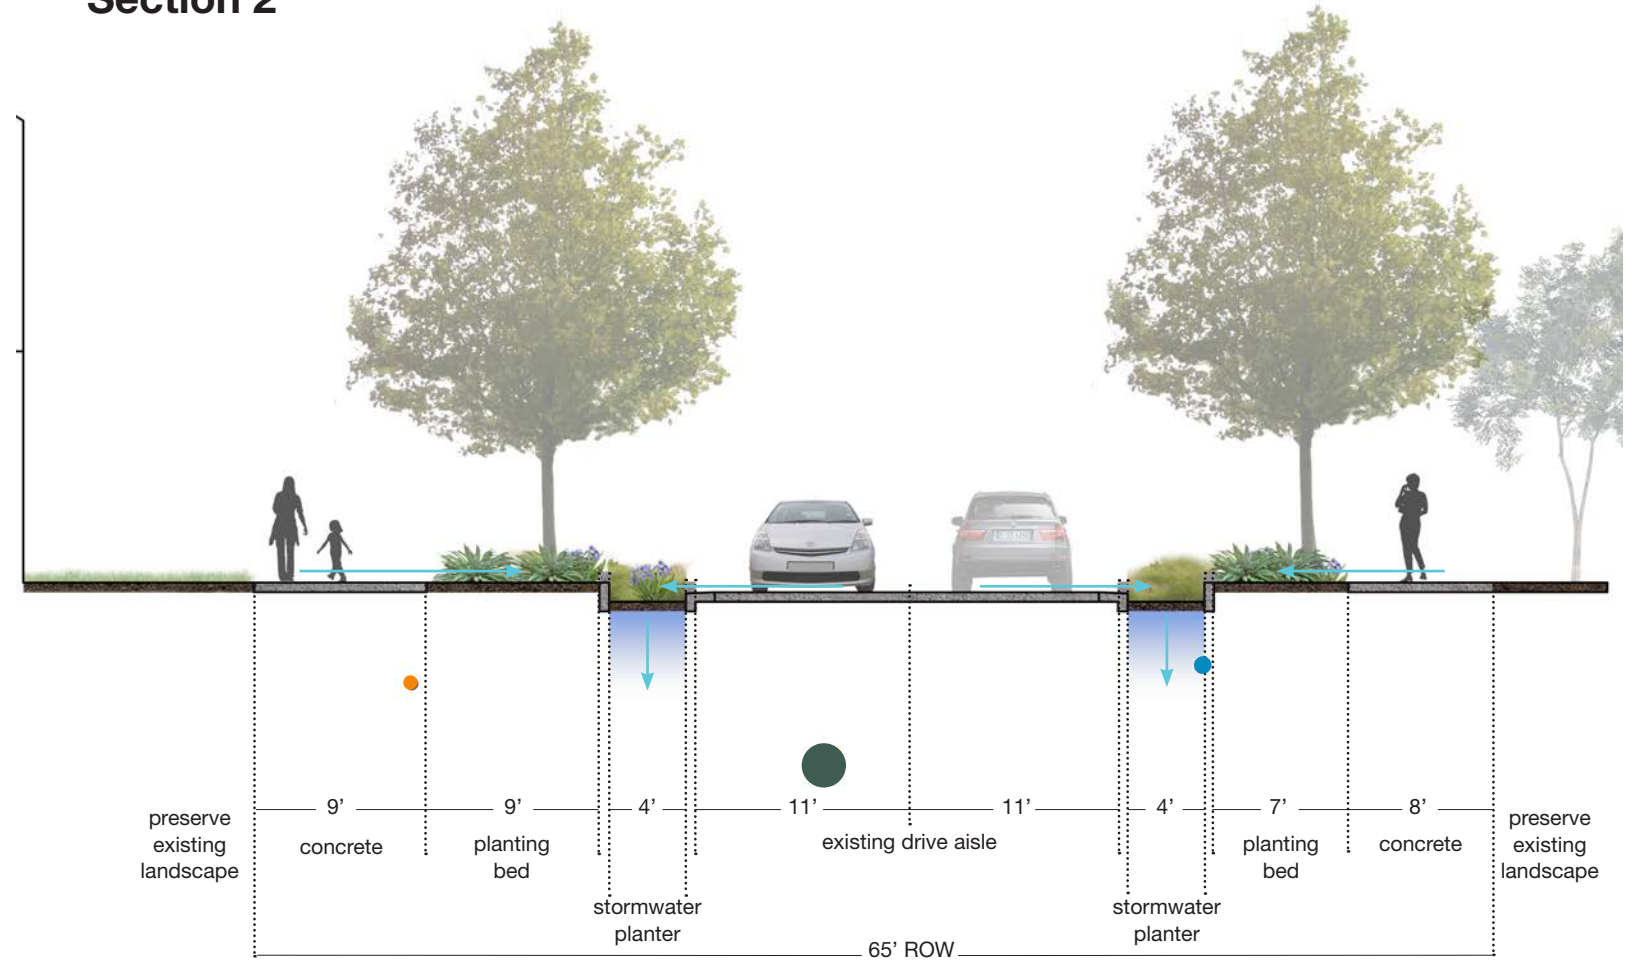 Section 2
9’
9’
4’
11’
11’
4’
7’
8’
preserve
existing
landscape
concrete
planting
bed
stormwater
planter
existing drive aisle
stormwater
planter
planting
bed
concrete
preserve
existing
landscape
65’ ROW